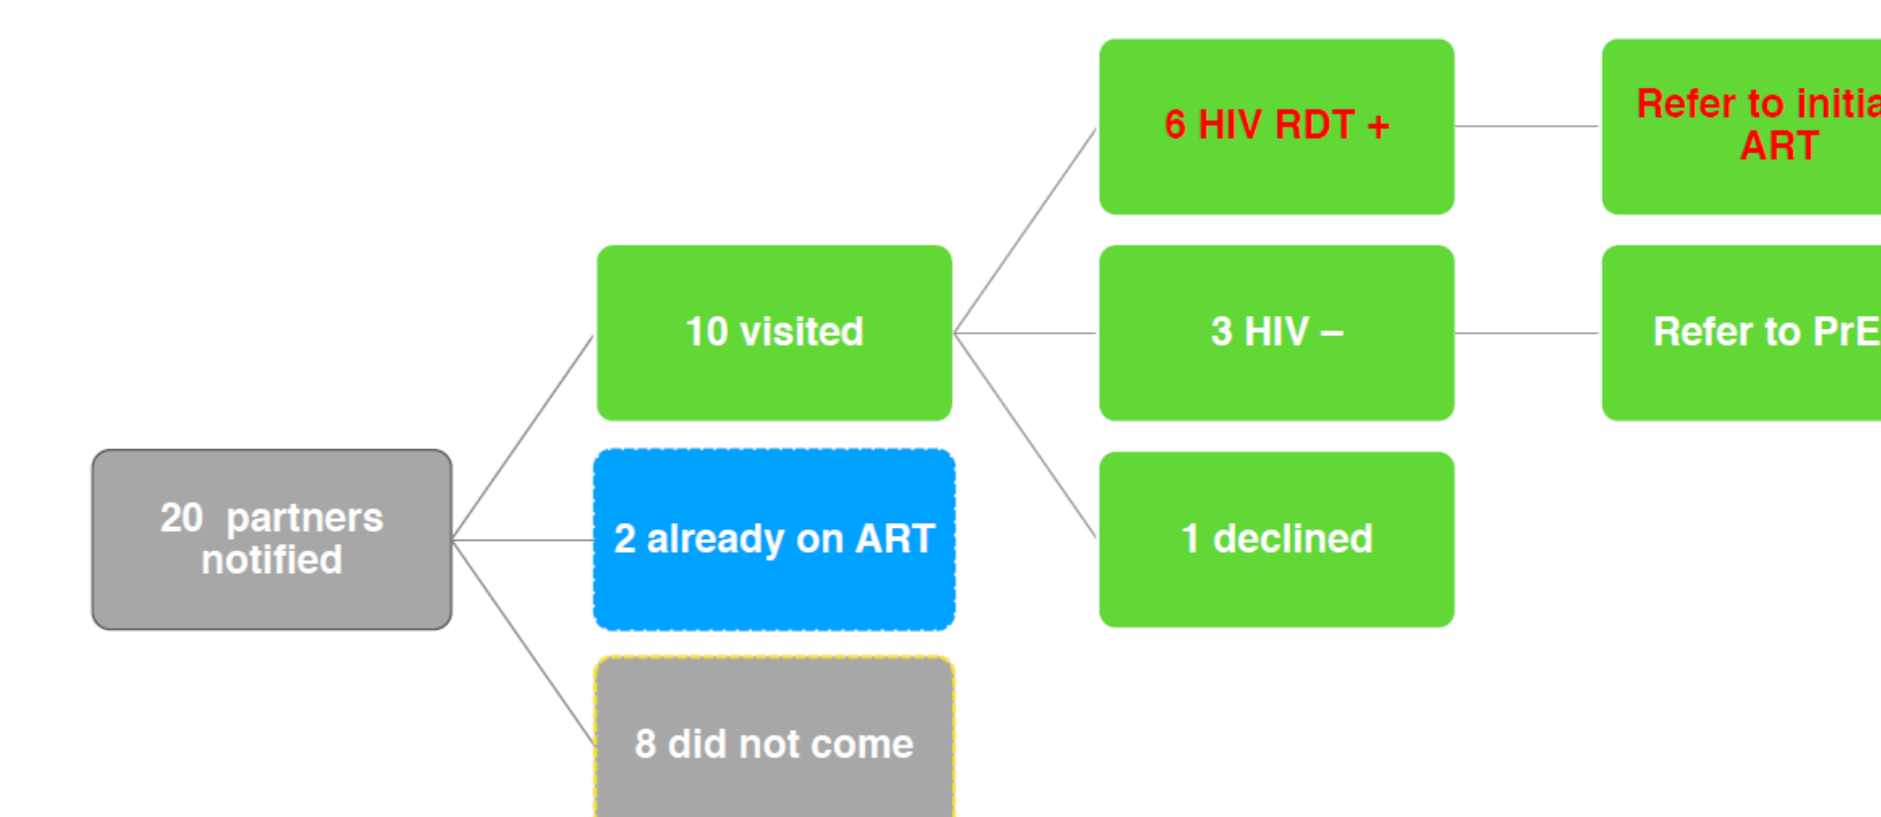 6 HIV RDT +
Refer to initia
ART
10 visited
3 HIV –
Refer to PrE
20 partners
notified
2 already on ART
1 declined
8 did not come